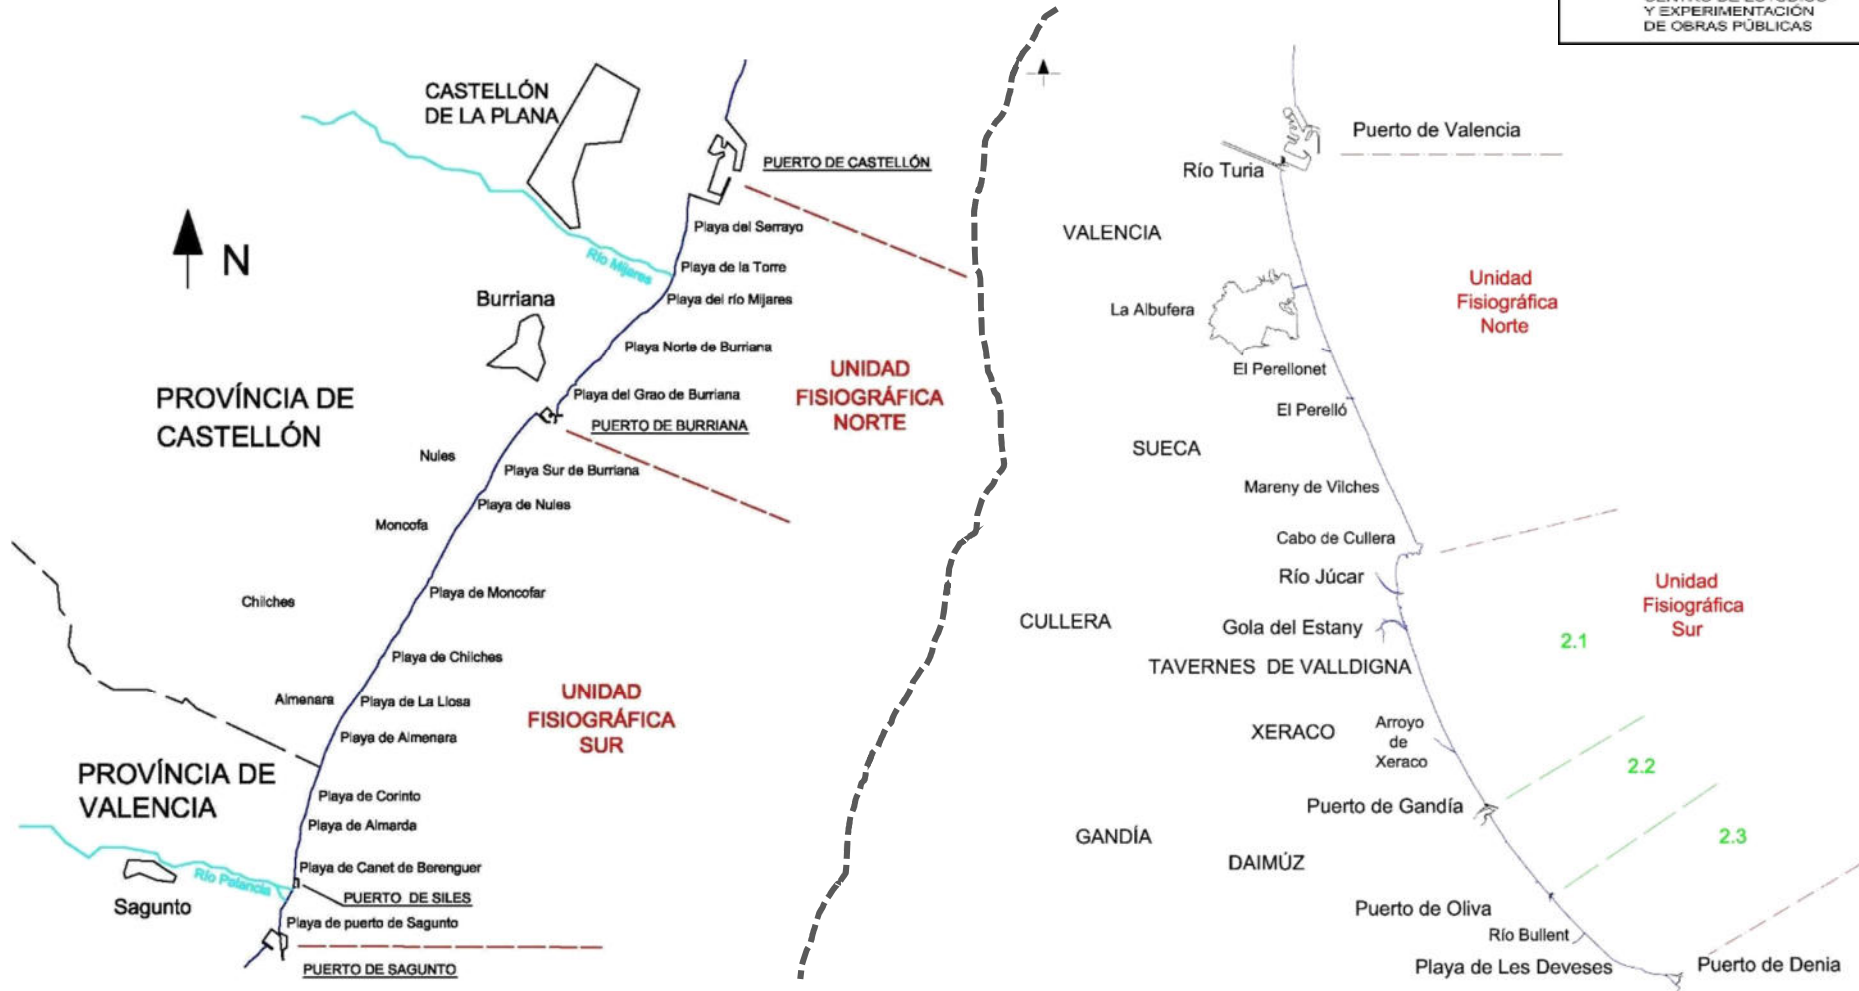 CASTELLÓN
DE LA PLANA
PUERTO DE CASTELLÓN
Playa del Serrayo
Río Mijares
Playa de la Torre
Playa del río Mijares
N
Burriana
Playa Norte de Burriana
UNIDAD
FISIOGRÁFICA
NORTE
PROVÍNCIA DE
CASTELLÓN
Playa del Grao de Burriana
PUERTO DE BURRIANA
Nules
Playa Sur de Burriana
Playa de Nules
Moncofa
Playa de Moncofar
Chilches
Playa de Chilches
Almenara
Playa de La Llosa
UNIDAD
FISIOGRÁFICA
SUR
Playa de Almenara
PROVÍNCIA DE
VALENCIA
Playa de Corinto
Playa de Almarda
Playa de Canet de Berenguer
Río Palancia
PUERTO DE SILES
Sagunto
Playa de puerto de Sagunto
PUERTO DE SAGUNTO
CENTRO DE ESTUDIOS
Y EXPERIMENTACIÓN
DE OBRAS PÚBLICAS
Puerto de Valencia
Río Turia
VALENCIA
Unidad
Fisiográfica
Norte
La Albufera
El Perellonet
El Perelló
SUECA
Mareny de Vilches
Cabo de Cullera
Río Júcar
Unidad
Fisiográfica
Sur
CULLERA
Gola del Estany
2.1
TAVERNES DE VALLDIGNA
XERACO
Arroyo
de
Xeraco
2.2
Puerto de Gandía
GANDÍA
2.3
DAIMÚZ
Puerto de Oliva
Río Bullent
Playa de Les Deveses
Puerto de Denia